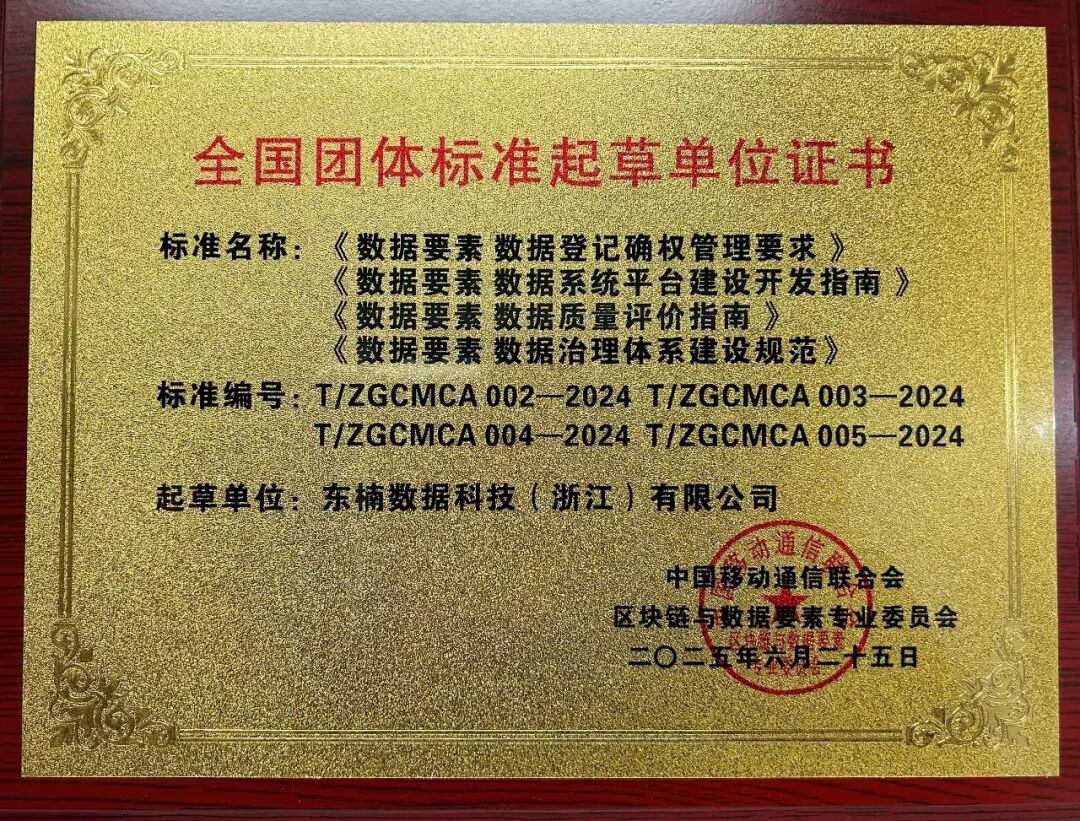 全国团体标准起草单位证书
标准名称：《 数据要素 数据登记确权管理要求 》
《 数据要素 数据系统平台建设开发指南 》
《 数据要素 数据质量评价指南 》
《 数据要素 数据治理体系建设规范》
标准编号：T/ZGCMCA 002—2024 T/ZGCMCA 003—2024
T/ZGCMCA 004—2024 T/ZGCMCA 005—2024
起草单位：东楠数据科技（浙江）有限公司
中国移动通信联合会
区块链与数据要素专业委员会
二〇二五年六月二十五日